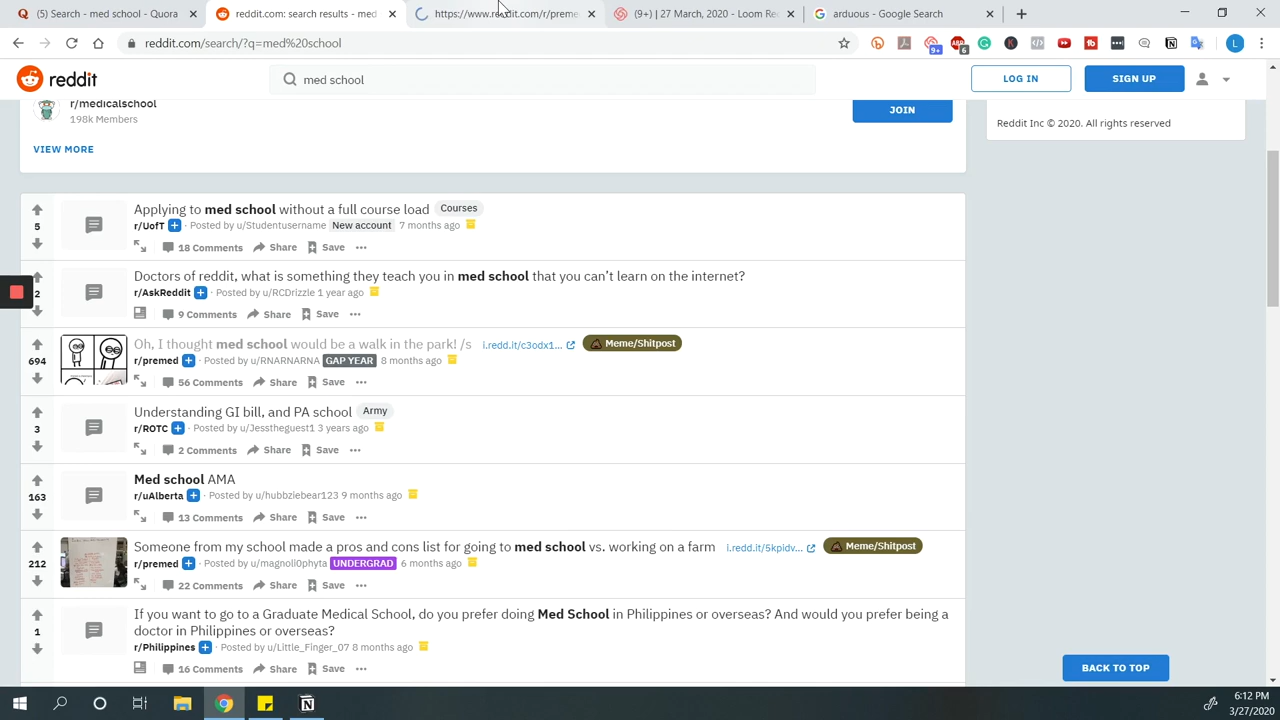 (5) Search - med school - Quora
reddit.com: search results - med
https://www.reddit.com/r/preme
(9+) | 27 March, 2020 - Loom Re
arduous - Google Search
reddit.com/search/?q=med%20school
9+
6
L
reddit
med school
LOG IN
SIGN UP
r/medicalschool
198k Members
JOIN
VIEW MORE
Reddit Inc © 2020. All rights reserved
Applying to med school without a full course load Courses
5
r/UofT · Posted by u/Studentusername New account 7 months ago
18 Comments Share Save
Doctors of reddit, what is something they teach you in med school that you can't learn on the internet?
2
r/AskReddit · Posted by u/RCDrizzle 1 year ago
9 Comments Share Save
Oh, I thought med school would be a walk in the park! /s i.redd.it/c3odx1... Meme/Shitpost
694
r/premed · Posted by u/RNARNARNA GAP YEAR 8 months ago
56 Comments Share Save
Understanding GI bill, and PA school Army
3
r/ROTC · Posted by u/Jesstheguest1 3 years ago
2 Comments Share Save
Med school AMA
163
r/uAlberta · Posted by u/hubbziebear123 9 months ago
13 Comments Share Save
Someone from my school made a pros and cons list for going to med school vs. working on a farm i.redd.it/5kpidv... Meme/Shitpost
212
r/premed · Posted by u/magnoli0phyta UNDERGRAD 6 months ago
22 Comments Share Save
If you want to go to a Graduate Medical School, do you prefer doing Med School in Philippines or overseas? And would you prefer being a
doctor in Philippines or overseas?
1
r/Philippines · Posted by u/Little_Finger_07 8 months ago
16 Comments Share Save
BACK TO TOP
6:12 PM
3/27/2020